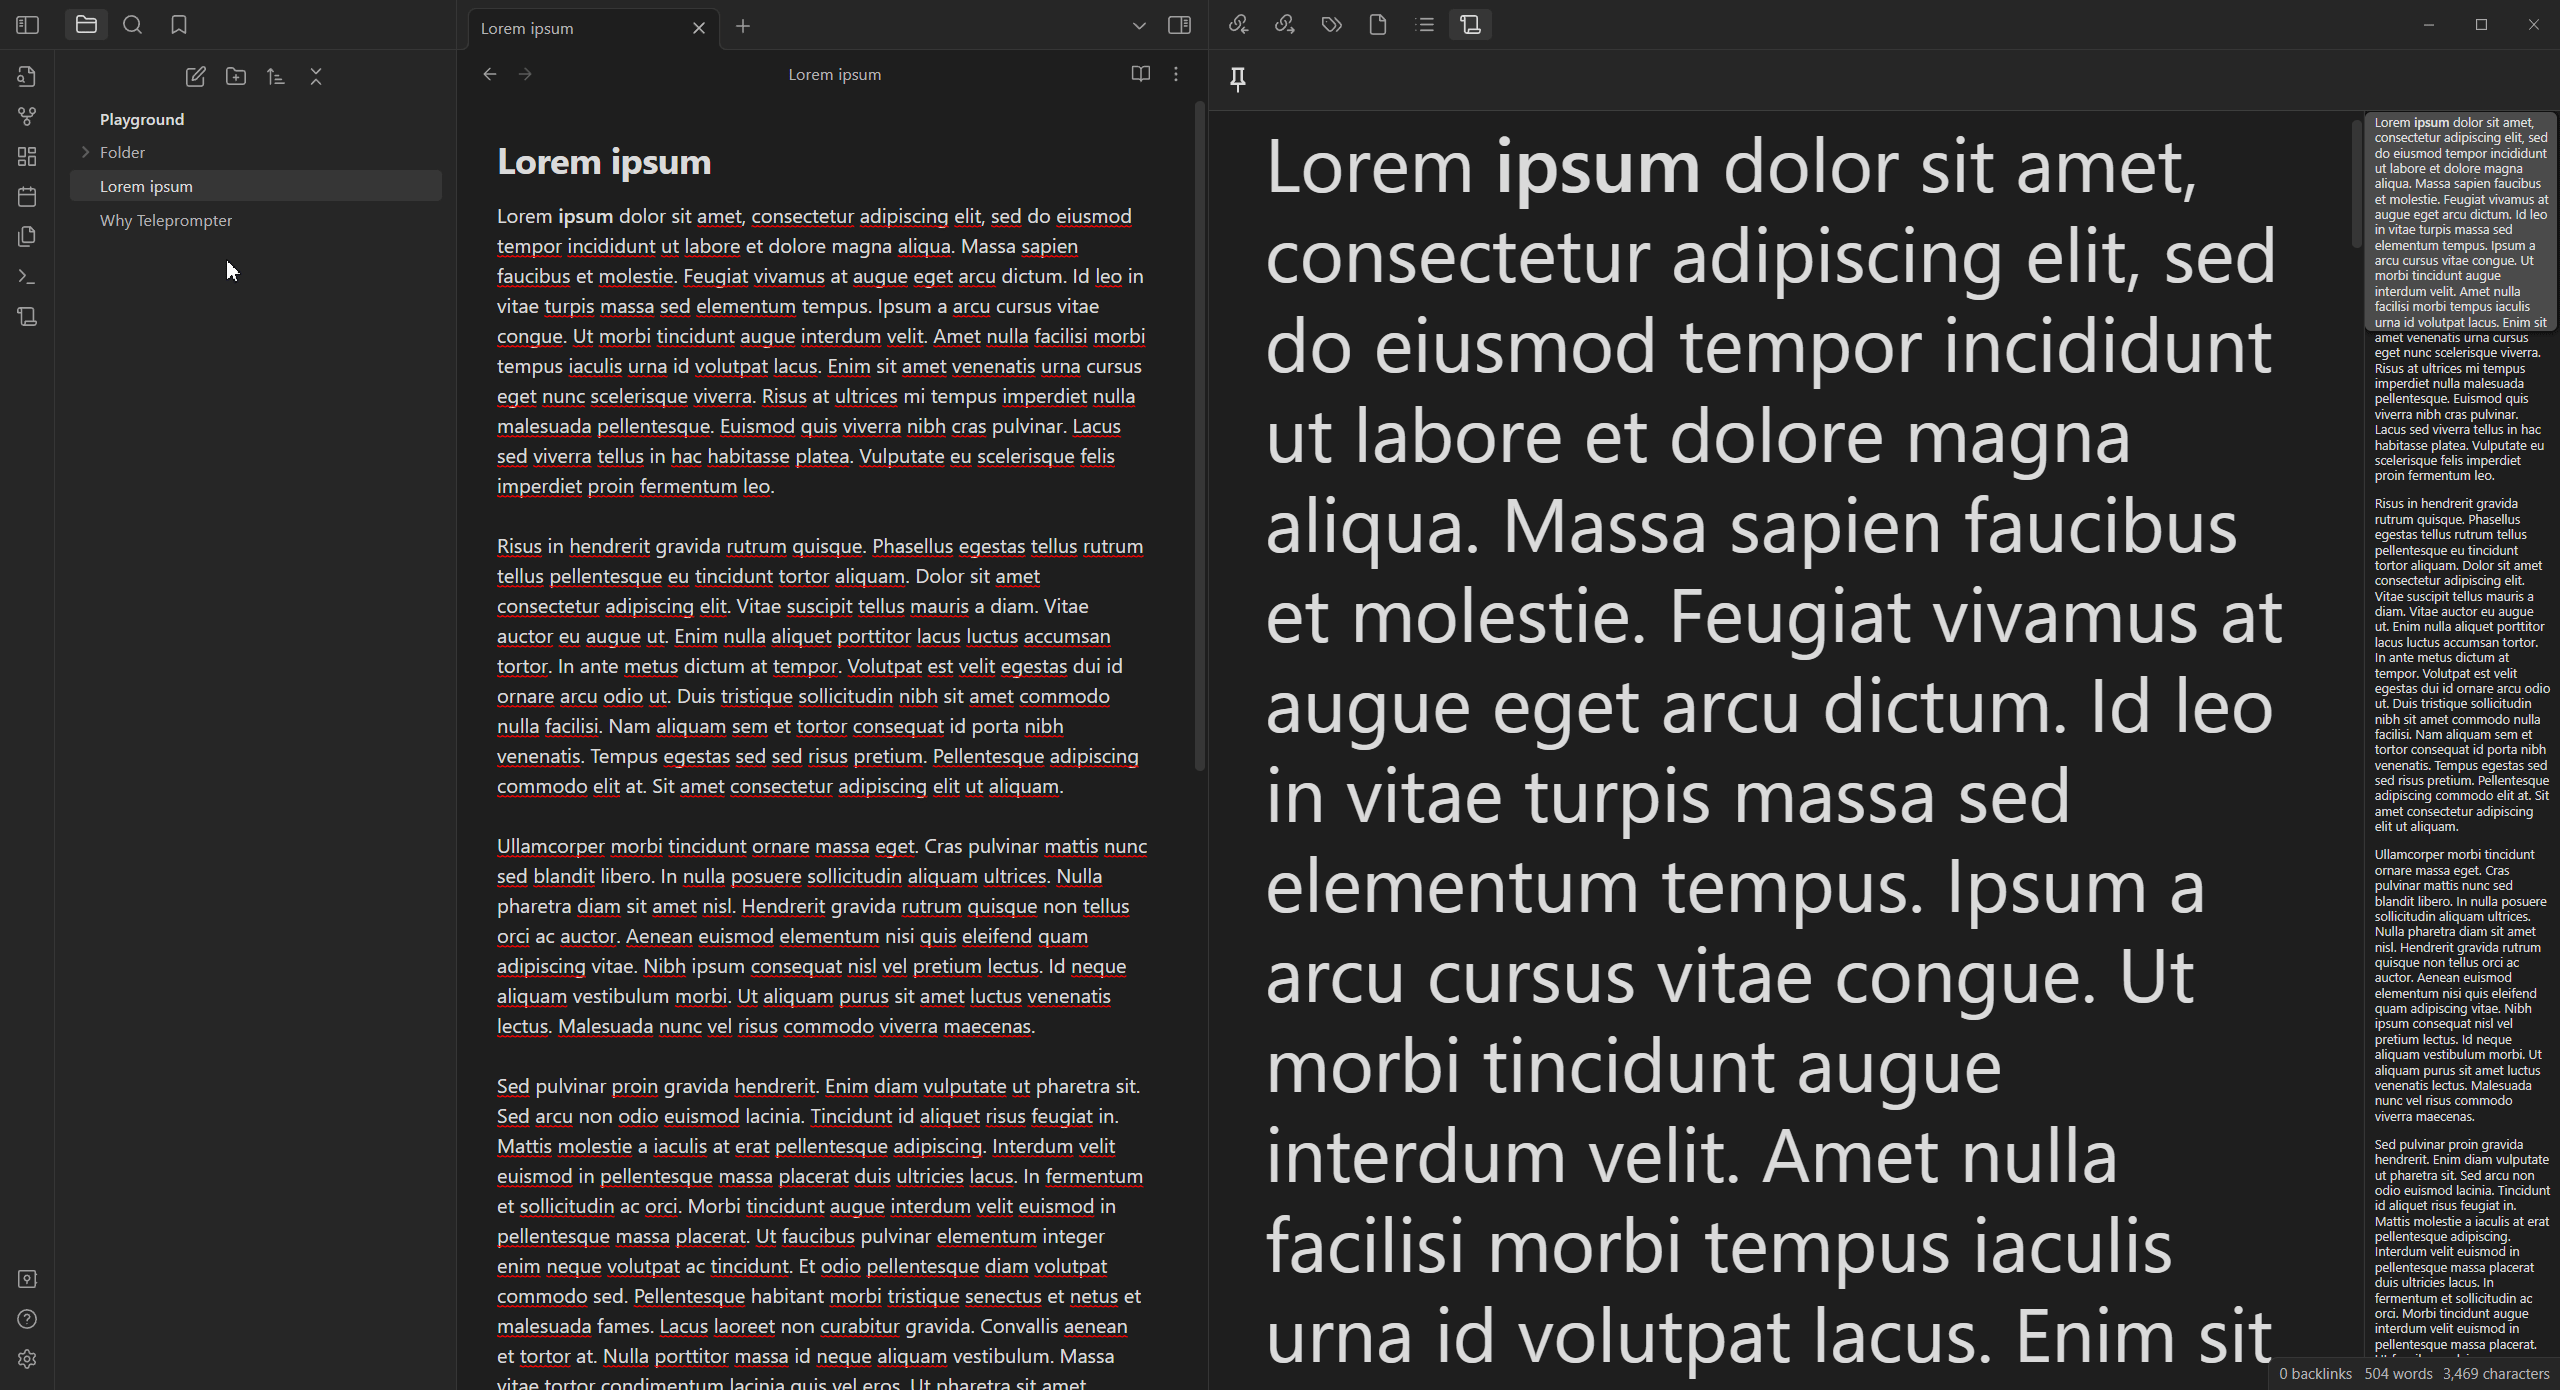 Lorem ipsum
Playground
Folder
Lorem ipsum
Why Teleprompter
Lorem ipsum
Lorem ipsum
Lorem ipsum dolor sit amet, consectetur adipiscing elit, sed do eiusmod
tempor incididunt ut labore et dolore magna aliqua. Massa sapien
faucibus et molestie. Feugiat vivamus at augue eget arcu dictum. Id leo in
vitae turpis massa sed elementum tempus. Ipsum a arcu cursus vitae
congue. Ut morbi tincidunt augue interdum velit. Amet nulla facilisi morbi
tempus iaculis urna id volutpat lacus. Enim sit amet venenatis urna cursus
eget nunc scelerisque viverra. Risus at ultrices mi tempus imperdiet nulla
malesuada pellentesque. Euismod quis viverra nibh cras pulvinar. Lacus
sed viverra tellus in hac habitasse platea. Vulputate eu scelerisque felis
imperdiet proin fermentum leo.
Risus in hendrerit gravida rutrum quisque. Phasellus egestas tellus rutrum
tellus pellentesque eu tincidunt tortor aliquam. Dolor sit amet
consectetur adipiscing elit. Vitae suscipit tellus mauris a diam. Vitae
auctor eu augue ut. Enim nulla aliquet porttitor lacus luctus accumsan
tortor. In ante metus dictum at tempor. Volutpat est velit egestas dui id
ornare arcu odio ut. Duis tristique sollicitudin nibh sit amet commodo
nulla facilisi. Nam aliquam sem et tortor consequat id porta nibh
venenatis. Tempus egestas sed sed risus pretium. Pellentesque adipiscing
commodo elit at. Sit amet consectetur adipiscing elit ut aliquam.
Ullamcorper morbi tincidunt ornare massa eget. Cras pulvinar mattis nunc
sed blandit libero. In nulla posuere sollicitudin aliquam ultrices. Nulla
pharetra diam sit amet nisl. Hendrerit gravida rutrum quisque non tellus
orci ac auctor. Aenean euismod elementum nisi quis eleifend quam
adipiscing vitae. Nibh ipsum consequat nisl vel pretium lectus. Id neque
aliquam vestibulum morbi. Ut aliquam purus sit amet luctus venenatis
lectus. Malesuada nunc vel risus commodo viverra maecenas.
Sed pulvinar proin gravida hendrerit. Enim diam vulputate ut pharetra sit.
Sed arcu non odio euismod lacinia. Tincidunt id aliquet risus feugiat in.
Mattis molestie a iaculis at erat pellentesque adipiscing. Interdum velit
euismod in pellentesque massa placerat duis ultricies lacus. In fermentum
et sollicitudin ac orci. Morbi tincidunt augue interdum velit euismod in
pellentesque massa placerat. Ut faucibus pulvinar elementum integer
enim neque volutpat ac tincidunt. Et odio pellentesque diam volutpat
commodo sed. Pellentesque habitant morbi tristique senectus et netus et
malesuada fames. Lacus laoreet non curabitur gravida. Convallis aenean
et tortor at. Nulla porttitor massa id neque aliquam vestibulum. Massa
vitae tortor condimentum lacinia quis vel eros. Ut pharetra sit amet
Lorem ipsum dolor sit amet,
consectetur adipiscing elit, sed
do eiusmod tempor incididunt
ut labore et dolore magna
aliqua. Massa sapien faucibus
et molestie. Feugiat vivamus at
augue eget arcu dictum. Id leo
in vitae turpis massa sed
elementum tempus. Ipsum a
arcu cursus vitae congue. Ut
morbi tincidunt augue
interdum velit. Amet nulla
facilisi morbi tempus iaculis
urna id volutpat lacus. Enim sit
Lorem ipsum dolor sit amet,
consectetur adipiscing elit, sed
do eiusmod tempor incididunt
ut labore et dolore magna
aliqua. Massa sapien faucibus
et molestie. Feugiat vivamus at
augue eget arcu dictum. Id leo
in vitae turpis massa sed
elementum tempus. Ipsum a
arcu cursus vitae congue. Ut
morbi tincidunt augue
interdum velit. Amet nulla
facilisi morbi tempus iaculis
urna id volutpat lacus. Enim sit
amet venenatis urna cursus
eget nunc scelerisque viverra.
Risus at ultrices mi tempus
imperdiet nulla malesuada
pellentesque. Euismod quis
viverra nibh cras pulvinar.
Lacus sed viverra tellus in hac
habitasse platea. Vulputate eu
scelerisque felis imperdiet
proin fermentum leo.
Risus in hendrerit gravida
rutrum quisque. Phasellus
egestas tellus rutrum tellus
pellentesque eu tincidunt
tortor aliquam. Dolor sit amet
consectetur adipiscing elit.
Vitae suscipit tellus mauris a
diam. Vitae auctor eu augue
ut. Enim nulla aliquet porttitor
lacus luctus accumsan tortor.
In ante metus dictum at
tempor. Volutpat est velit
egestas dui id ornare arcu odio
ut. Duis tristique sollicitudin
nibh sit amet commodo nulla
facilisi. Nam aliquam sem et
tortor consequat id porta nibh
venenatis. Tempus egestas sed
sed risus pretium. Pellentesque
adipiscing commodo elit at. Sit
amet consectetur adipiscing
elit ut aliquam.
Ullamcorper morbi tincidunt
ornare massa eget. Cras
pulvinar mattis nunc sed
blandit libero. In nulla posuere
sollicitudin aliquam ultrices.
Nulla pharetra diam sit amet
nisl. Hendrerit gravida rutrum
quisque non tellus orci ac
auctor. Aenean euismod
elementum nisi quis eleifend
quam adipiscing vitae. Nibh
ipsum consequat nisl vel
pretium lectus. Id neque
aliquam vestibulum morbi. Ut
aliquam purus sit amet luctus
venenatis lectus. Malesuada
nunc vel risus commodo
viverra maecenas.
Sed pulvinar proin gravida
hendrerit. Enim diam vulputate
ut pharetra sit. Sed arcu non
odio euismod lacinia. Tincidunt
id aliquet risus feugiat in.
Mattis molestie a iaculis at erat
pellentesque adipiscing.
Interdum velit euismod in
pellentesque massa placerat
duis ultricies lacus. In
fermentum et sollicitudin ac
orci. Morbi tincidunt augue
interdum velit euismod in
pellentesque massa placerat.
0 backlinks 504 words 3,469 characters